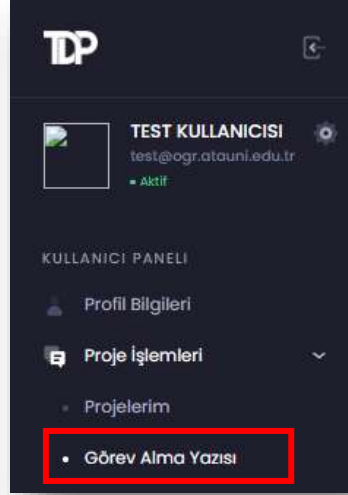 TDP
TEST KULLANICISI
test@ogr.atauni.edu.tr
Aktif
KULLANICI PANELI
Profil Bilgileri
Proje İşlemleri
Projelerim
Görev Alma Yazısı